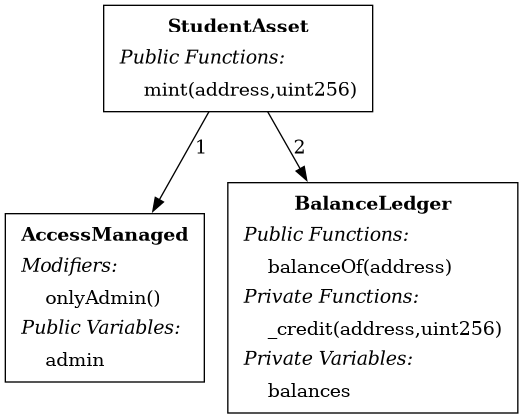 StudentAsset
Public Functions:
mint(address,uint256)
1
2
AccessManaged
Modifiers:
onlyAdmin()
Public Variables:
admin
BalanceLedger
Public Functions:
balanceOf(address)
Private Functions:
_credit(address,uint256)
Private Variables:
balances